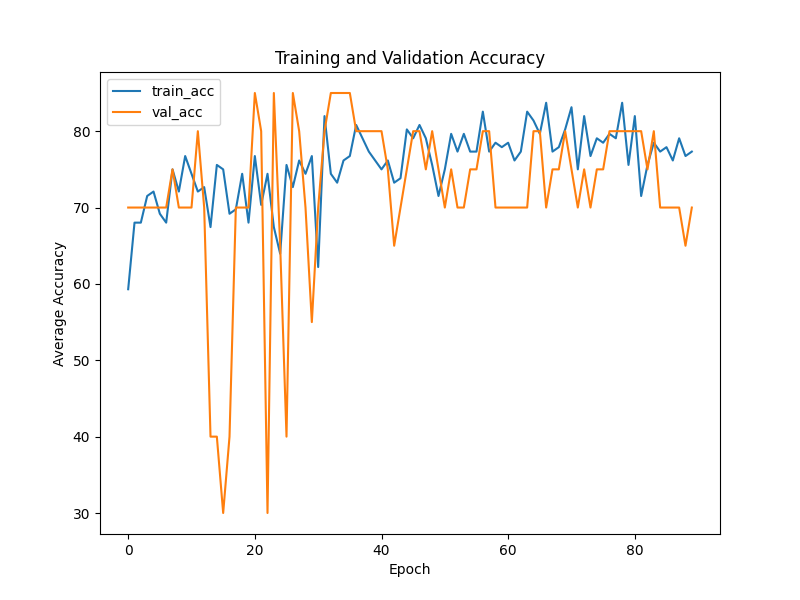 Training and Validation Accuracy
train_acc
val_acc
80
70
60
50
40
30
Average Accuracy
0 20 40 60 80
Epoch